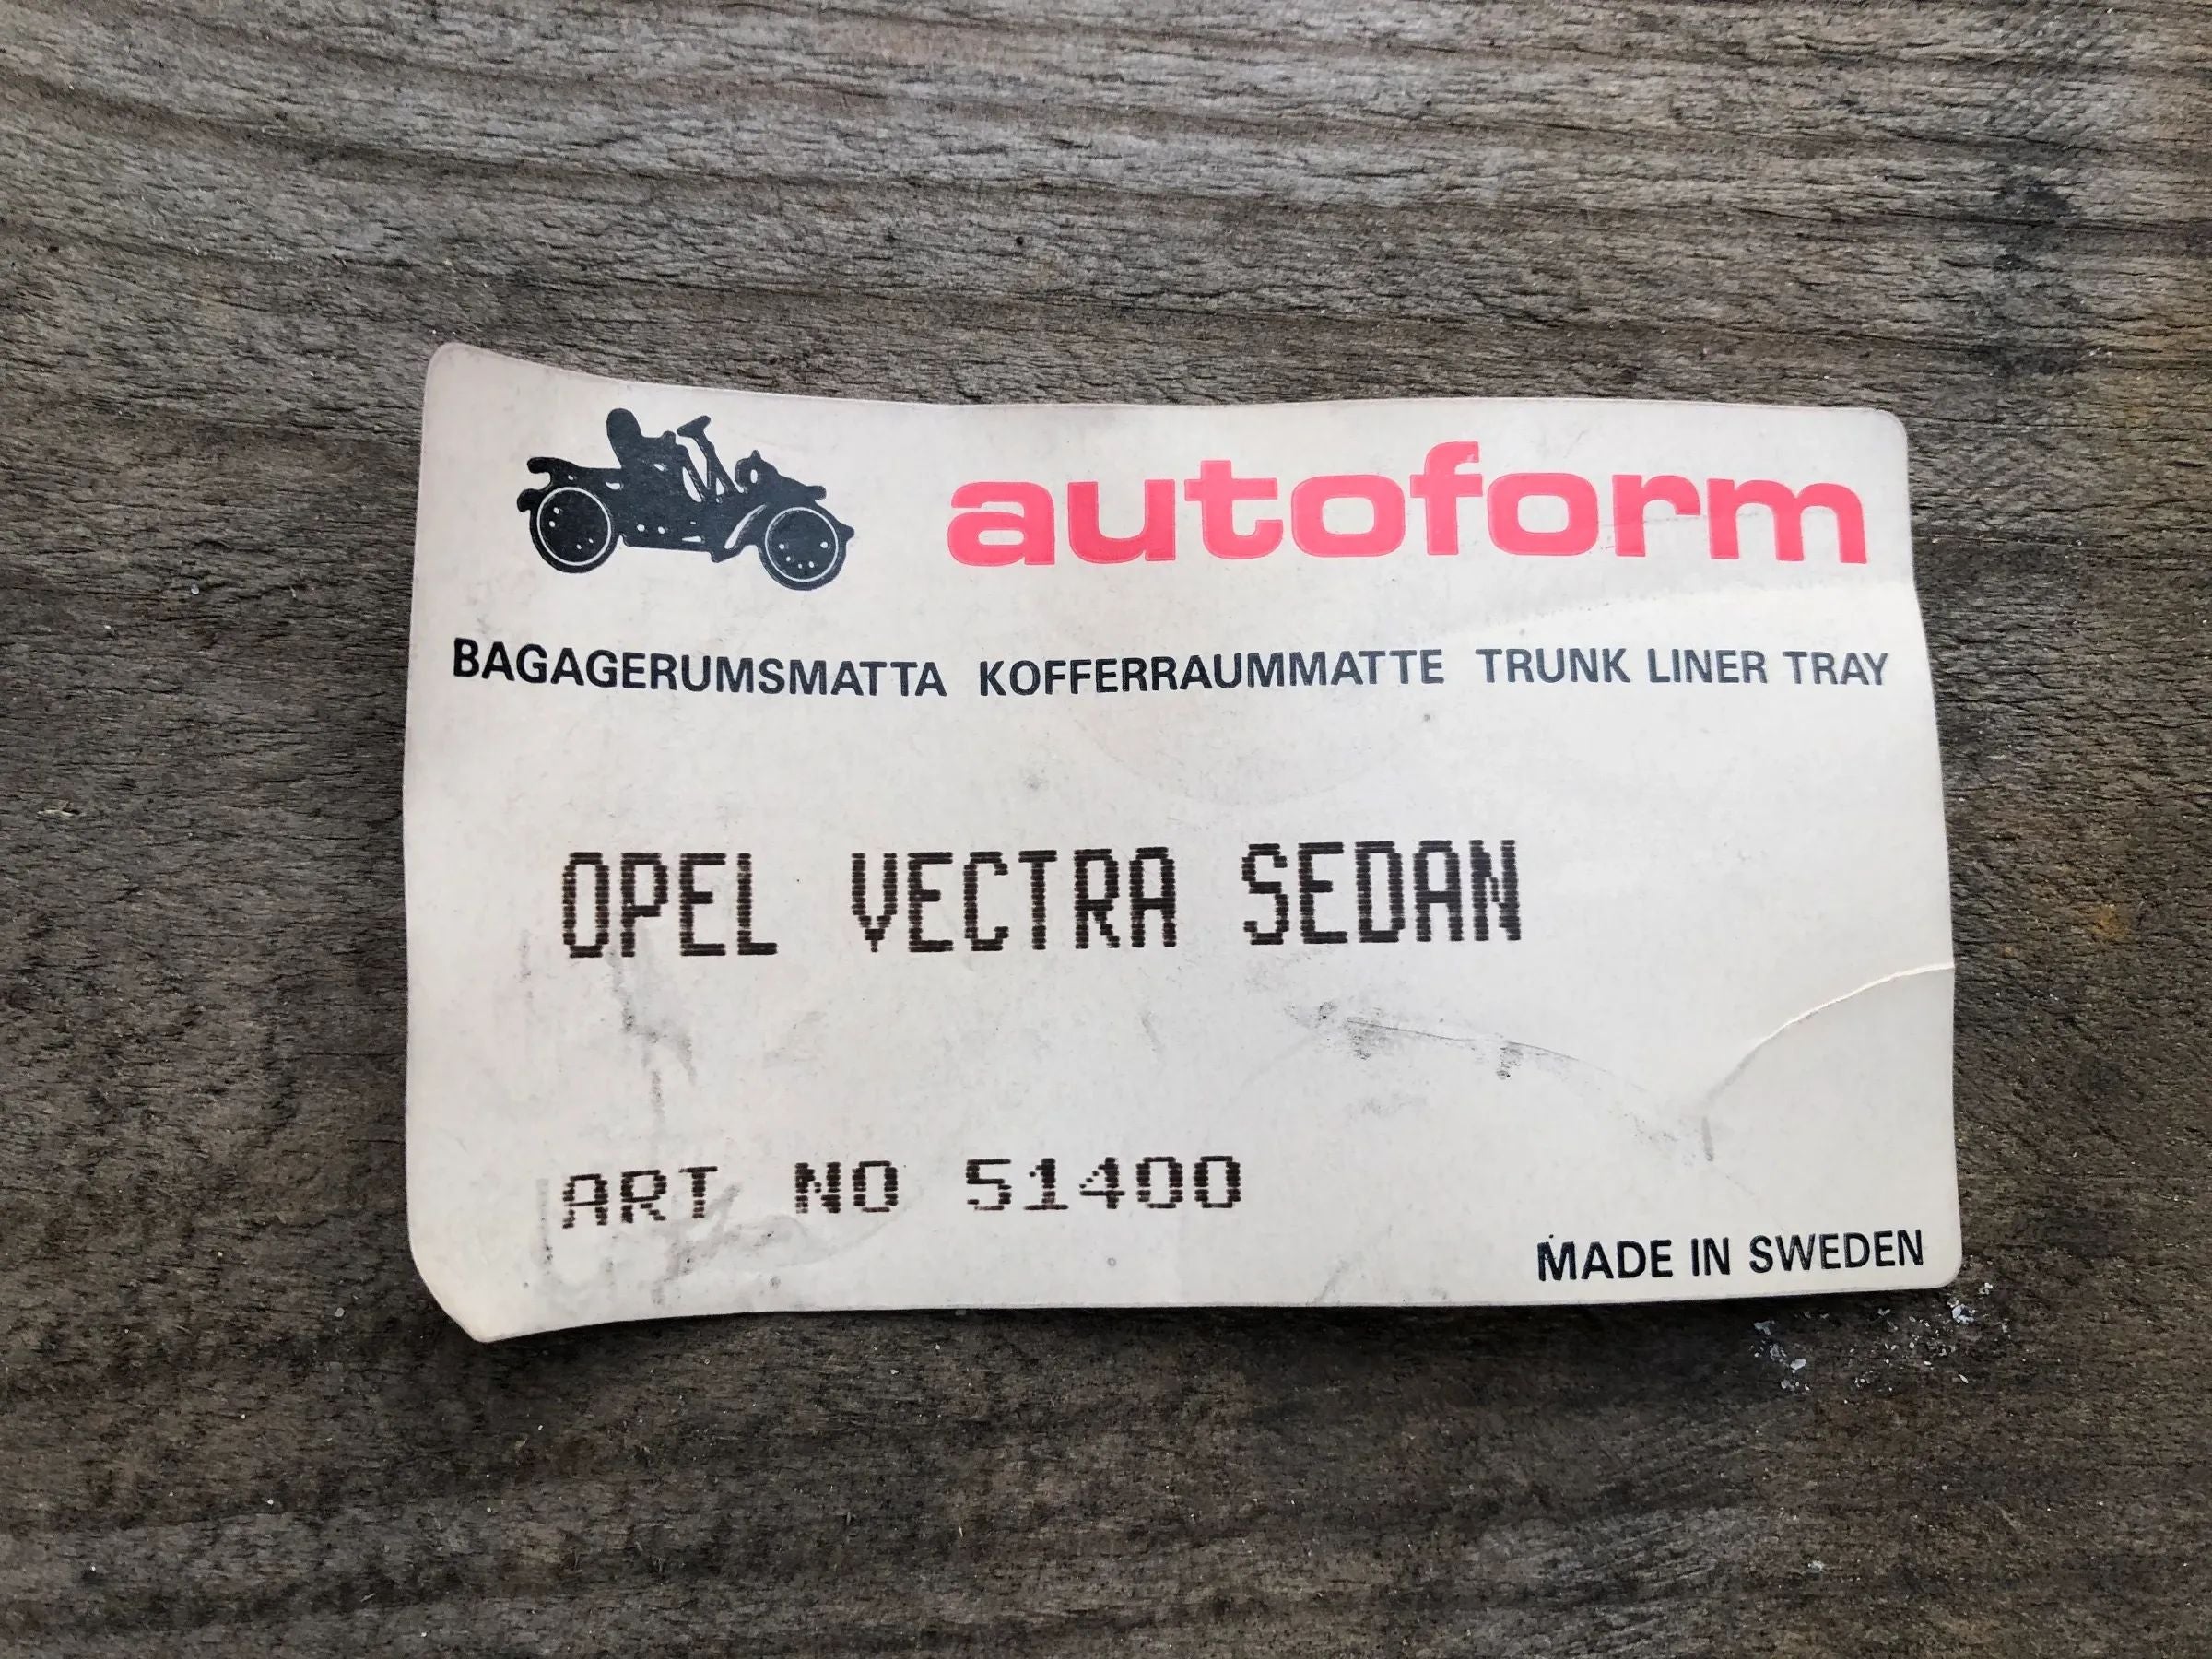 autoform
BAGAGERUMSMATTA KOFFERRAUMMATTE TRUNK LINER TRAY
OPEL VECTRA SEDAN
ART NO 51400
MADE IN SWEDEN